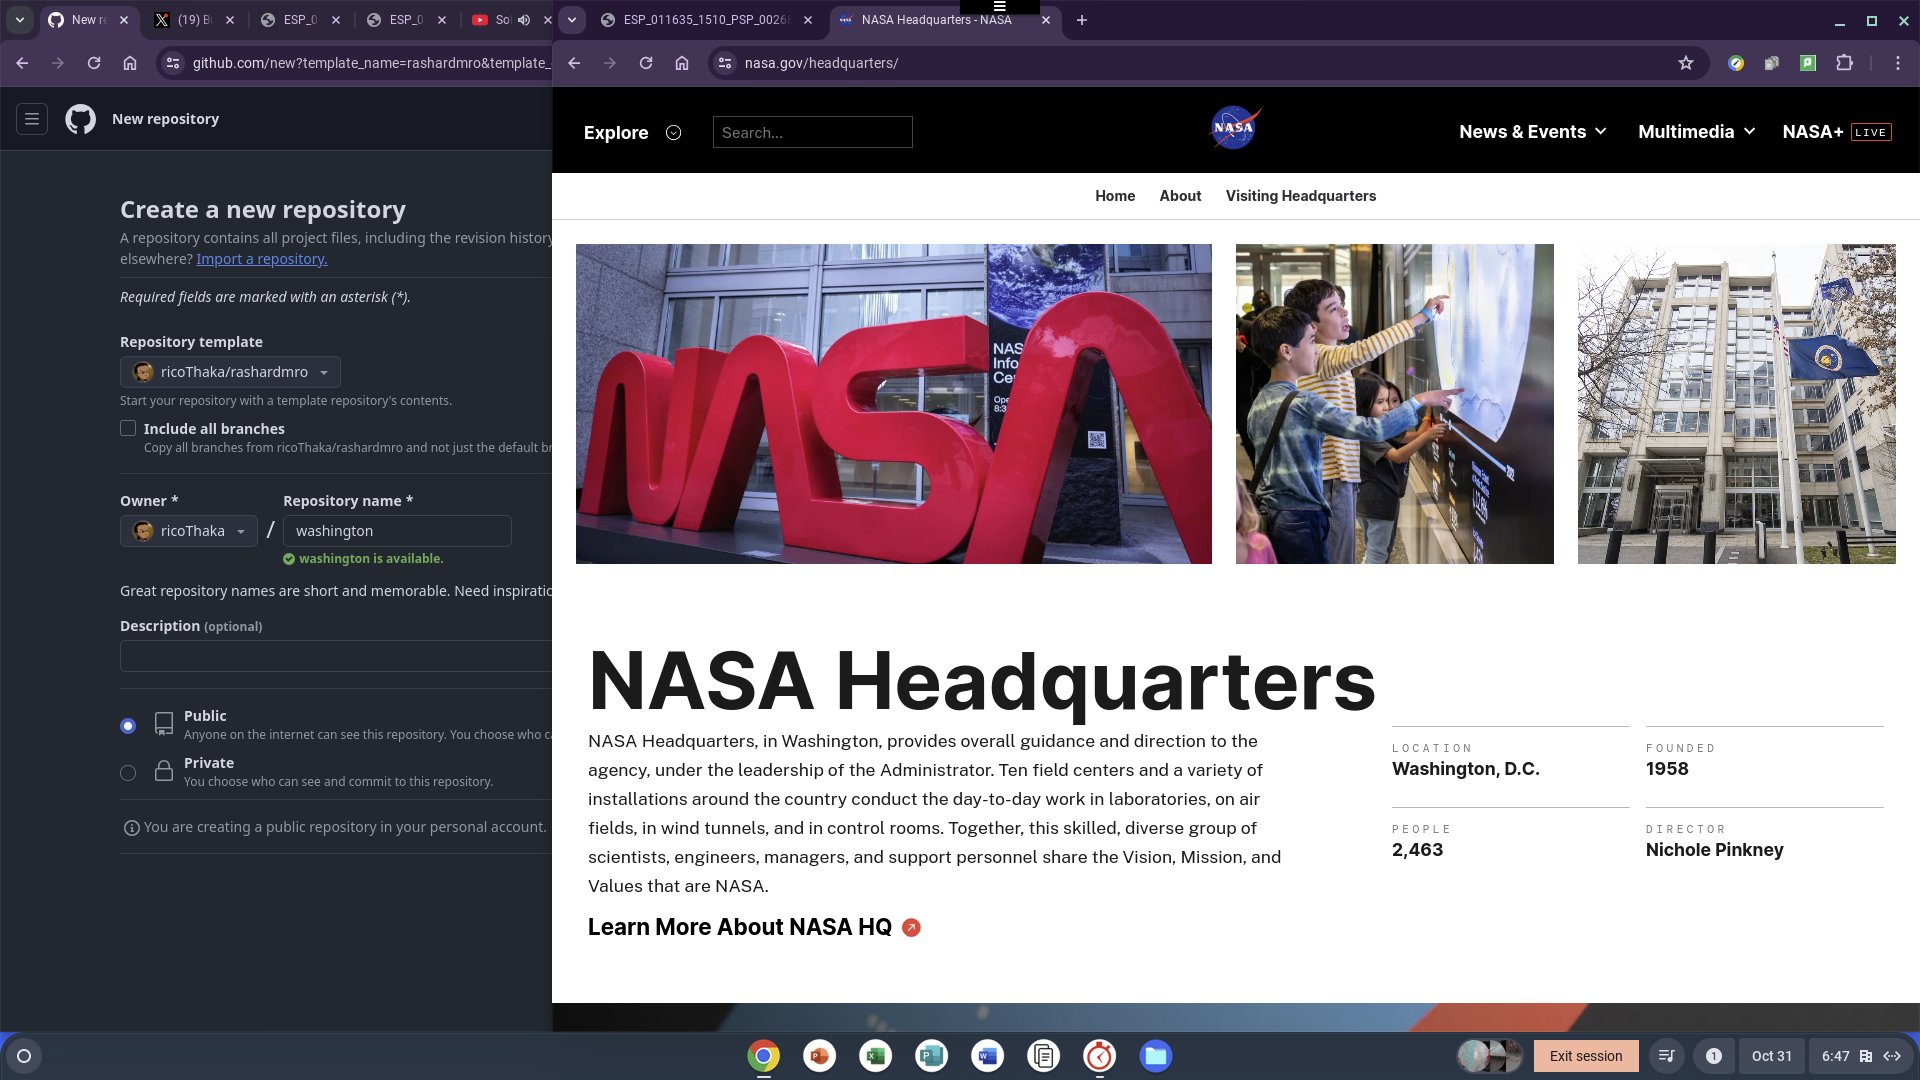 New re
(19) Bu
ESP_0
ESP_0
Sol
github.com/new?template_name=rashardmro&template_
New repository
Create a new repository
A repository contains all project files, including the revision history
elsewhere? Import a repository.
Required fields are marked with an asterisk (*).
Repository template
ricoThaka/rashardmro
Start your repository with a template repository's contents.
Include all branches
Copy all branches from ricoThaka/rashardmro and not just the default br
Owner *
Repository name *
ricoThaka
/
washington
washington is available.
Great repository names are short and memorable. Need inspiratio
Description (optional)
Public
Anyone on the internet can see this repository. You choose who ca
Private
You choose who can see and commit to this repository.
You are creating a public repository in your personal account.
ESP_011635_1510_PSP_0026
NASA Headquarters - NASA
nasa.gov/headquarters/
Explore
Search...
NASA
News & Events
Multimedia
NASA+ LIVE
Home
About
Visiting Headquarters
NASA
NAS
Info
Ce
Op
8:3
NASA Headquarters
NASA Headquarters, in Washington, provides overall guidance and direction to the
agency, under the leadership of the Administrator. Ten field centers and a variety of
installations around the country conduct the day-to-day work in laboratories, on air
fields, in wind tunnels, and in control rooms. Together, this skilled, diverse group of
scientists, engineers, managers, and support personnel share the Vision, Mission, and
Values that are NASA.
Learn More About NASA HQ
LOCATION
Washington, D.C.
FOUNDED
1958
PEOPLE
2,463
DIRECTOR
Nichole Pinkney
Exit session
1
Oct 31
6:47